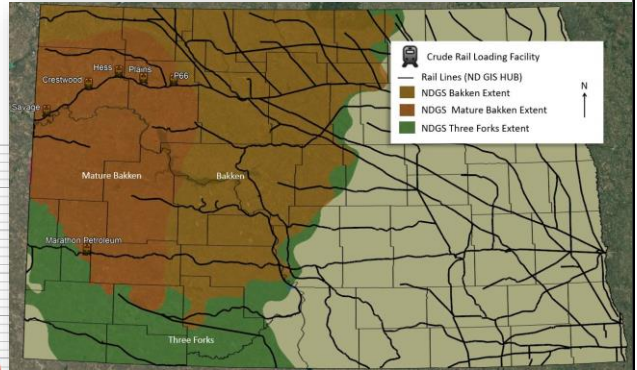 Crude Rail Loading Facility
Rail Lines (ND GIS HUB)
NDGS Bakken Extent
NDGS Mature Bakken Extent
NDGS Three Forks Extent
N
Hess
Plains
P66
Crestwood
Savage
Mature Bakken
Bakken
Marathon Petroleum
Three Forks